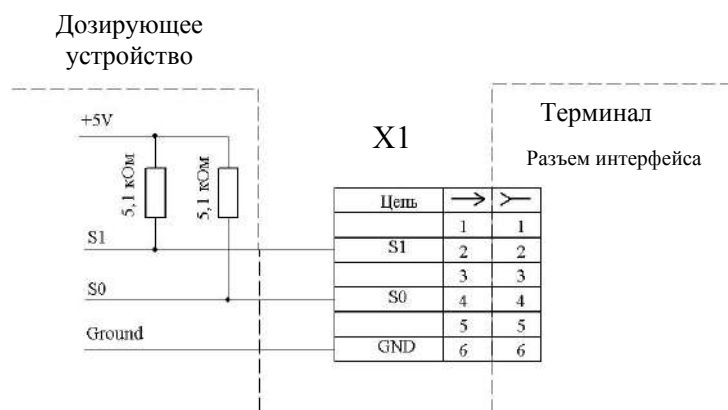 Дозирующее
устройство
+5V
5,1 кОм
5,1 кОм
S1
S0
Ground
X1
Терминал
Разъем интерфейса
Цепь
1 1
S1 2 2
3 3
S0 4 4
5 5
GND 6 6